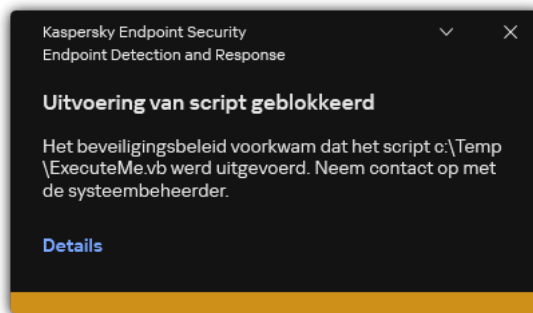 Kaspersky Endpoint Security
Endpoint Detection and Response
Uitvoering van script geblokkeerd
Het beveiligingsbeleid voorkwam dat het script c:\Temp
\ExecuteMe.vb werd uitgevoerd. Neem contact op met
de systeembeheerder.
Details